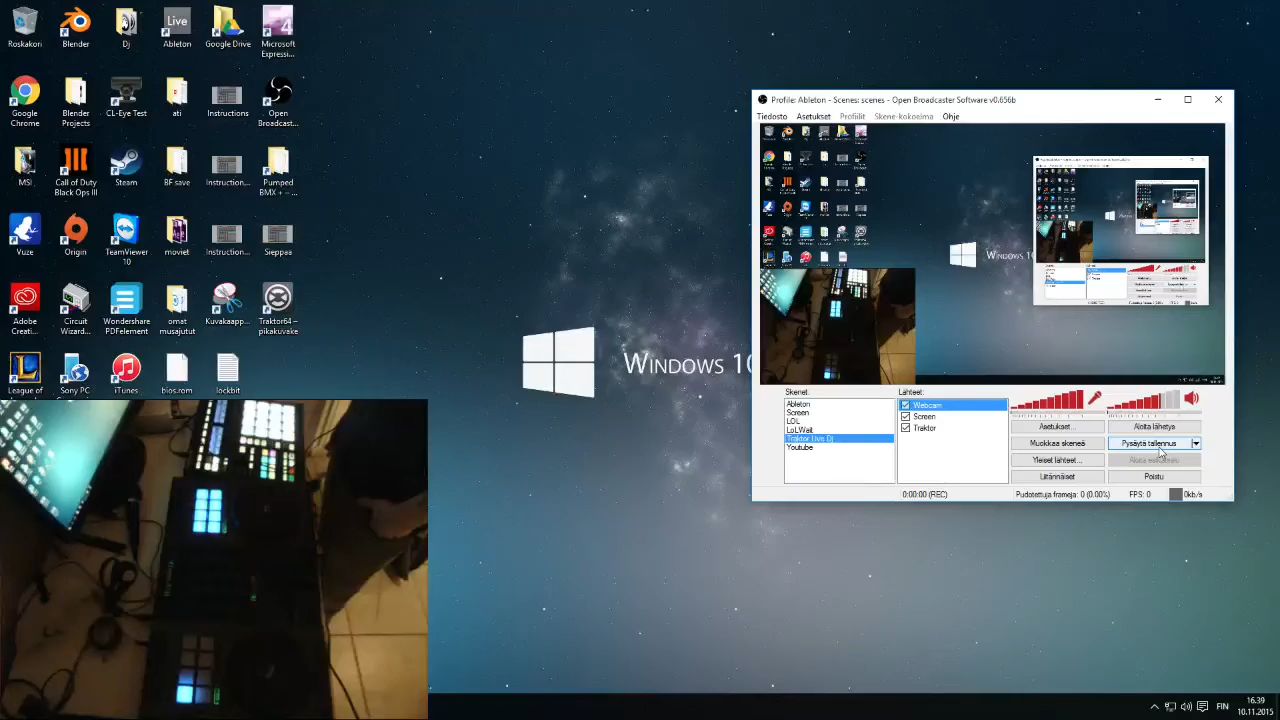 Roskakori
Blender
Dj
Ableton
Google Drive
Microsoft
Expressi...
Live
4
Google
Chrome
Blender
Projects
CL-Eye Test
ati
Instructions
Open
Broadcast...
MSI
Call of Duty
Black Ops III
Steam
BF save
Instruction...
Pumped
BMX + – ...
Vuze
Origin
TeamViewer
10
moviet
Instruction...
Sieppaa
Adobe
Creati...
Circuit
Wizard...
Wondershare
PDFelement
omat
musajutut
Kuvakaapp...
Traktor64 –
pikakuvake
League of
Sony PC
iTunes
bios.rom
lockbit
Windows 10
Profile: Ableton - Scenes: scenes - Open Broadcaster Software v0.656b
Tiedosto Asetukset Profiilit Skene-kokoelma Ohje
Skenet: Lähteet:
Ableton
Screen
LOL
LoLWait
Traktor Live Dj
Youtube
Webcam
Screen
Traktor
Asetukset... Aloita lähetys
Muokkaa skeneä Pysäytä tallennus
Yleiset lähteet... Aloita esikatselu
Liitännäiset Poistu
0:00:00 (REC) Pudotettuja frameja: 0 (0.00%) FPS: 0 0kb/s
FIN
16.39
10.11.2015